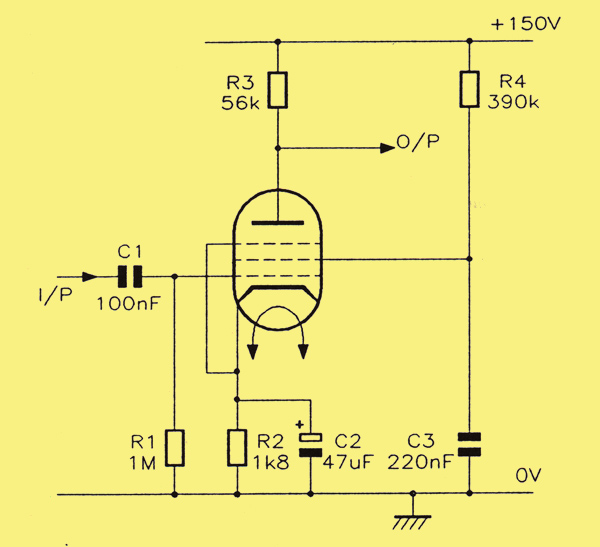 +150V
R3
56k
R4
390k
O/P
C1
I/P
100nF
+
R1
1M
R2
1k8
C2
47uF
C3
220nF
0V